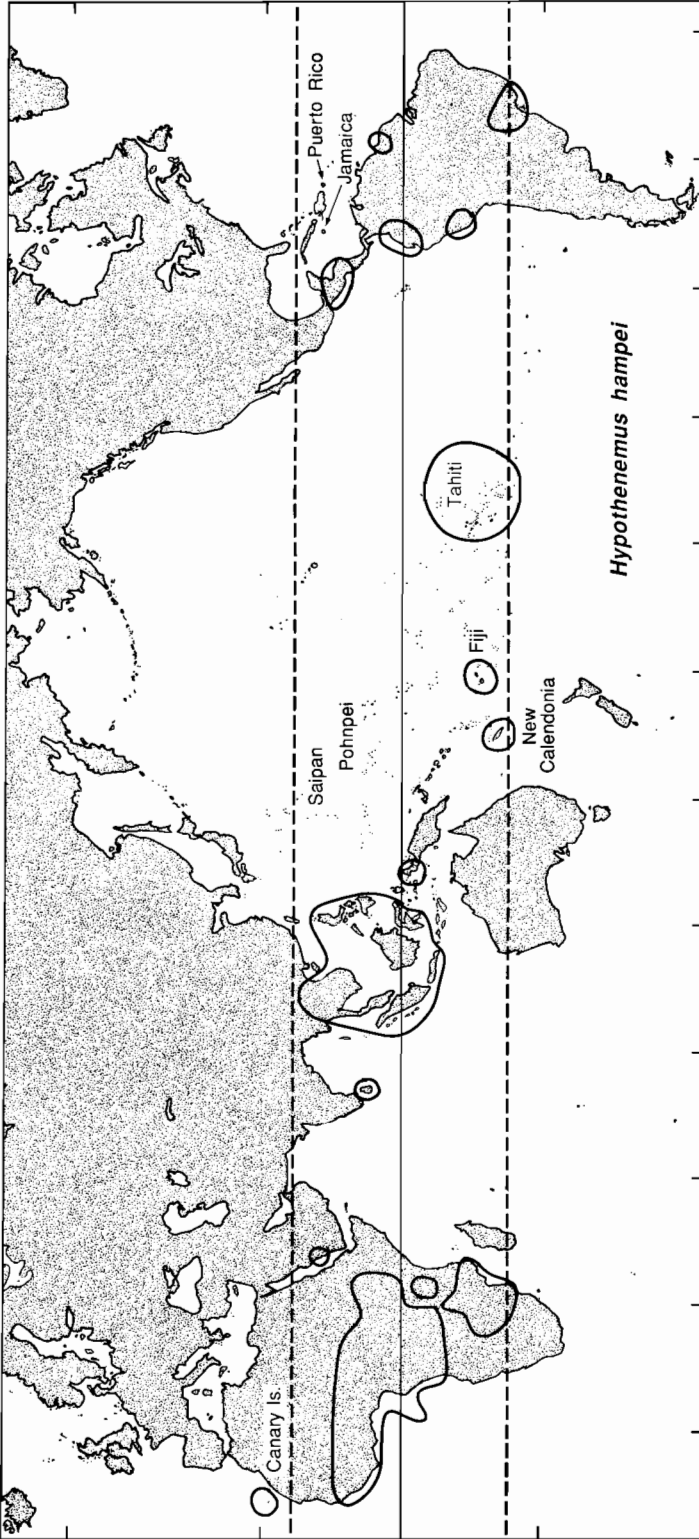 Puerto Rico
Jamaica
Canary Is.
Saipan
Pohnpei
Tahiti
Fiji
New
Calendonia
Hypothenemus hampei